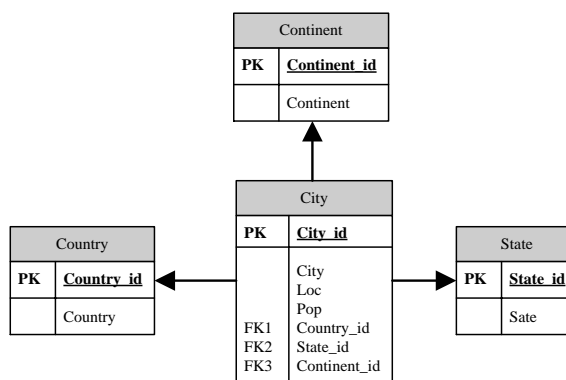 Continent
PK Continent_id
Continent
City
PK City_id
City
Loc
Pop
FK1 Country_id
FK2 State_id
FK3 Continent_id
Country
PK Country_id
Country
State
PK State_id
Sate